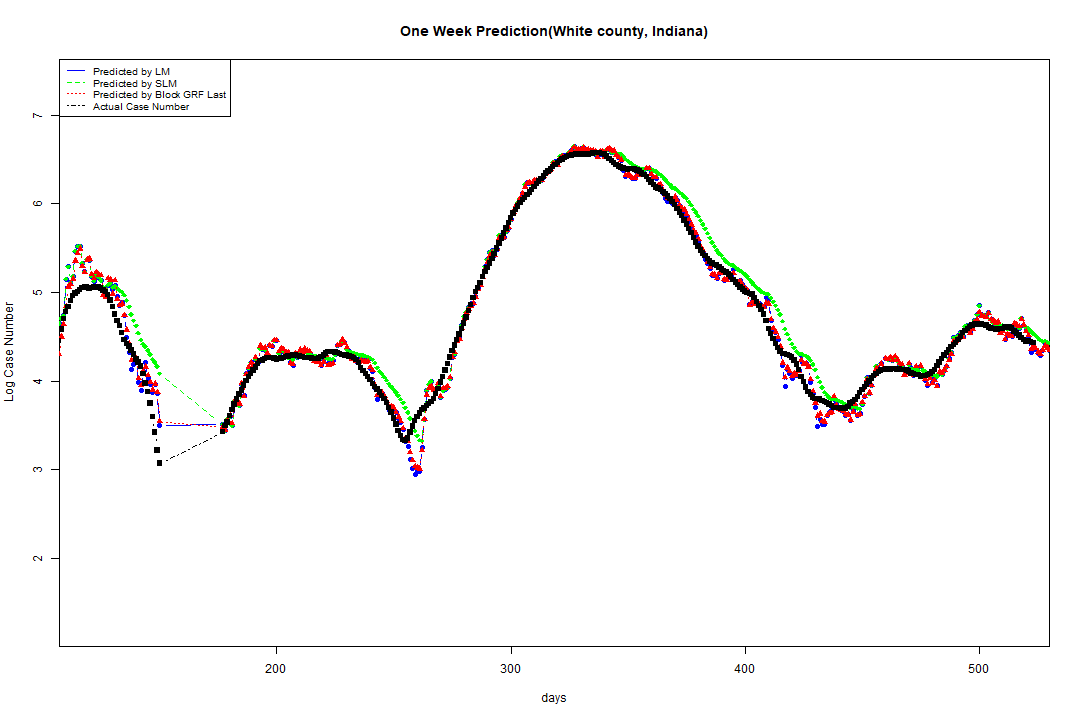 One Week Prediction(White county, Indiana)
Predicted by LM
Predicted by SLM
Predicted by Block GRF Last
Actual Case Number
7
6
5
4
3
2
Log Case Number
200 300 400 500
days